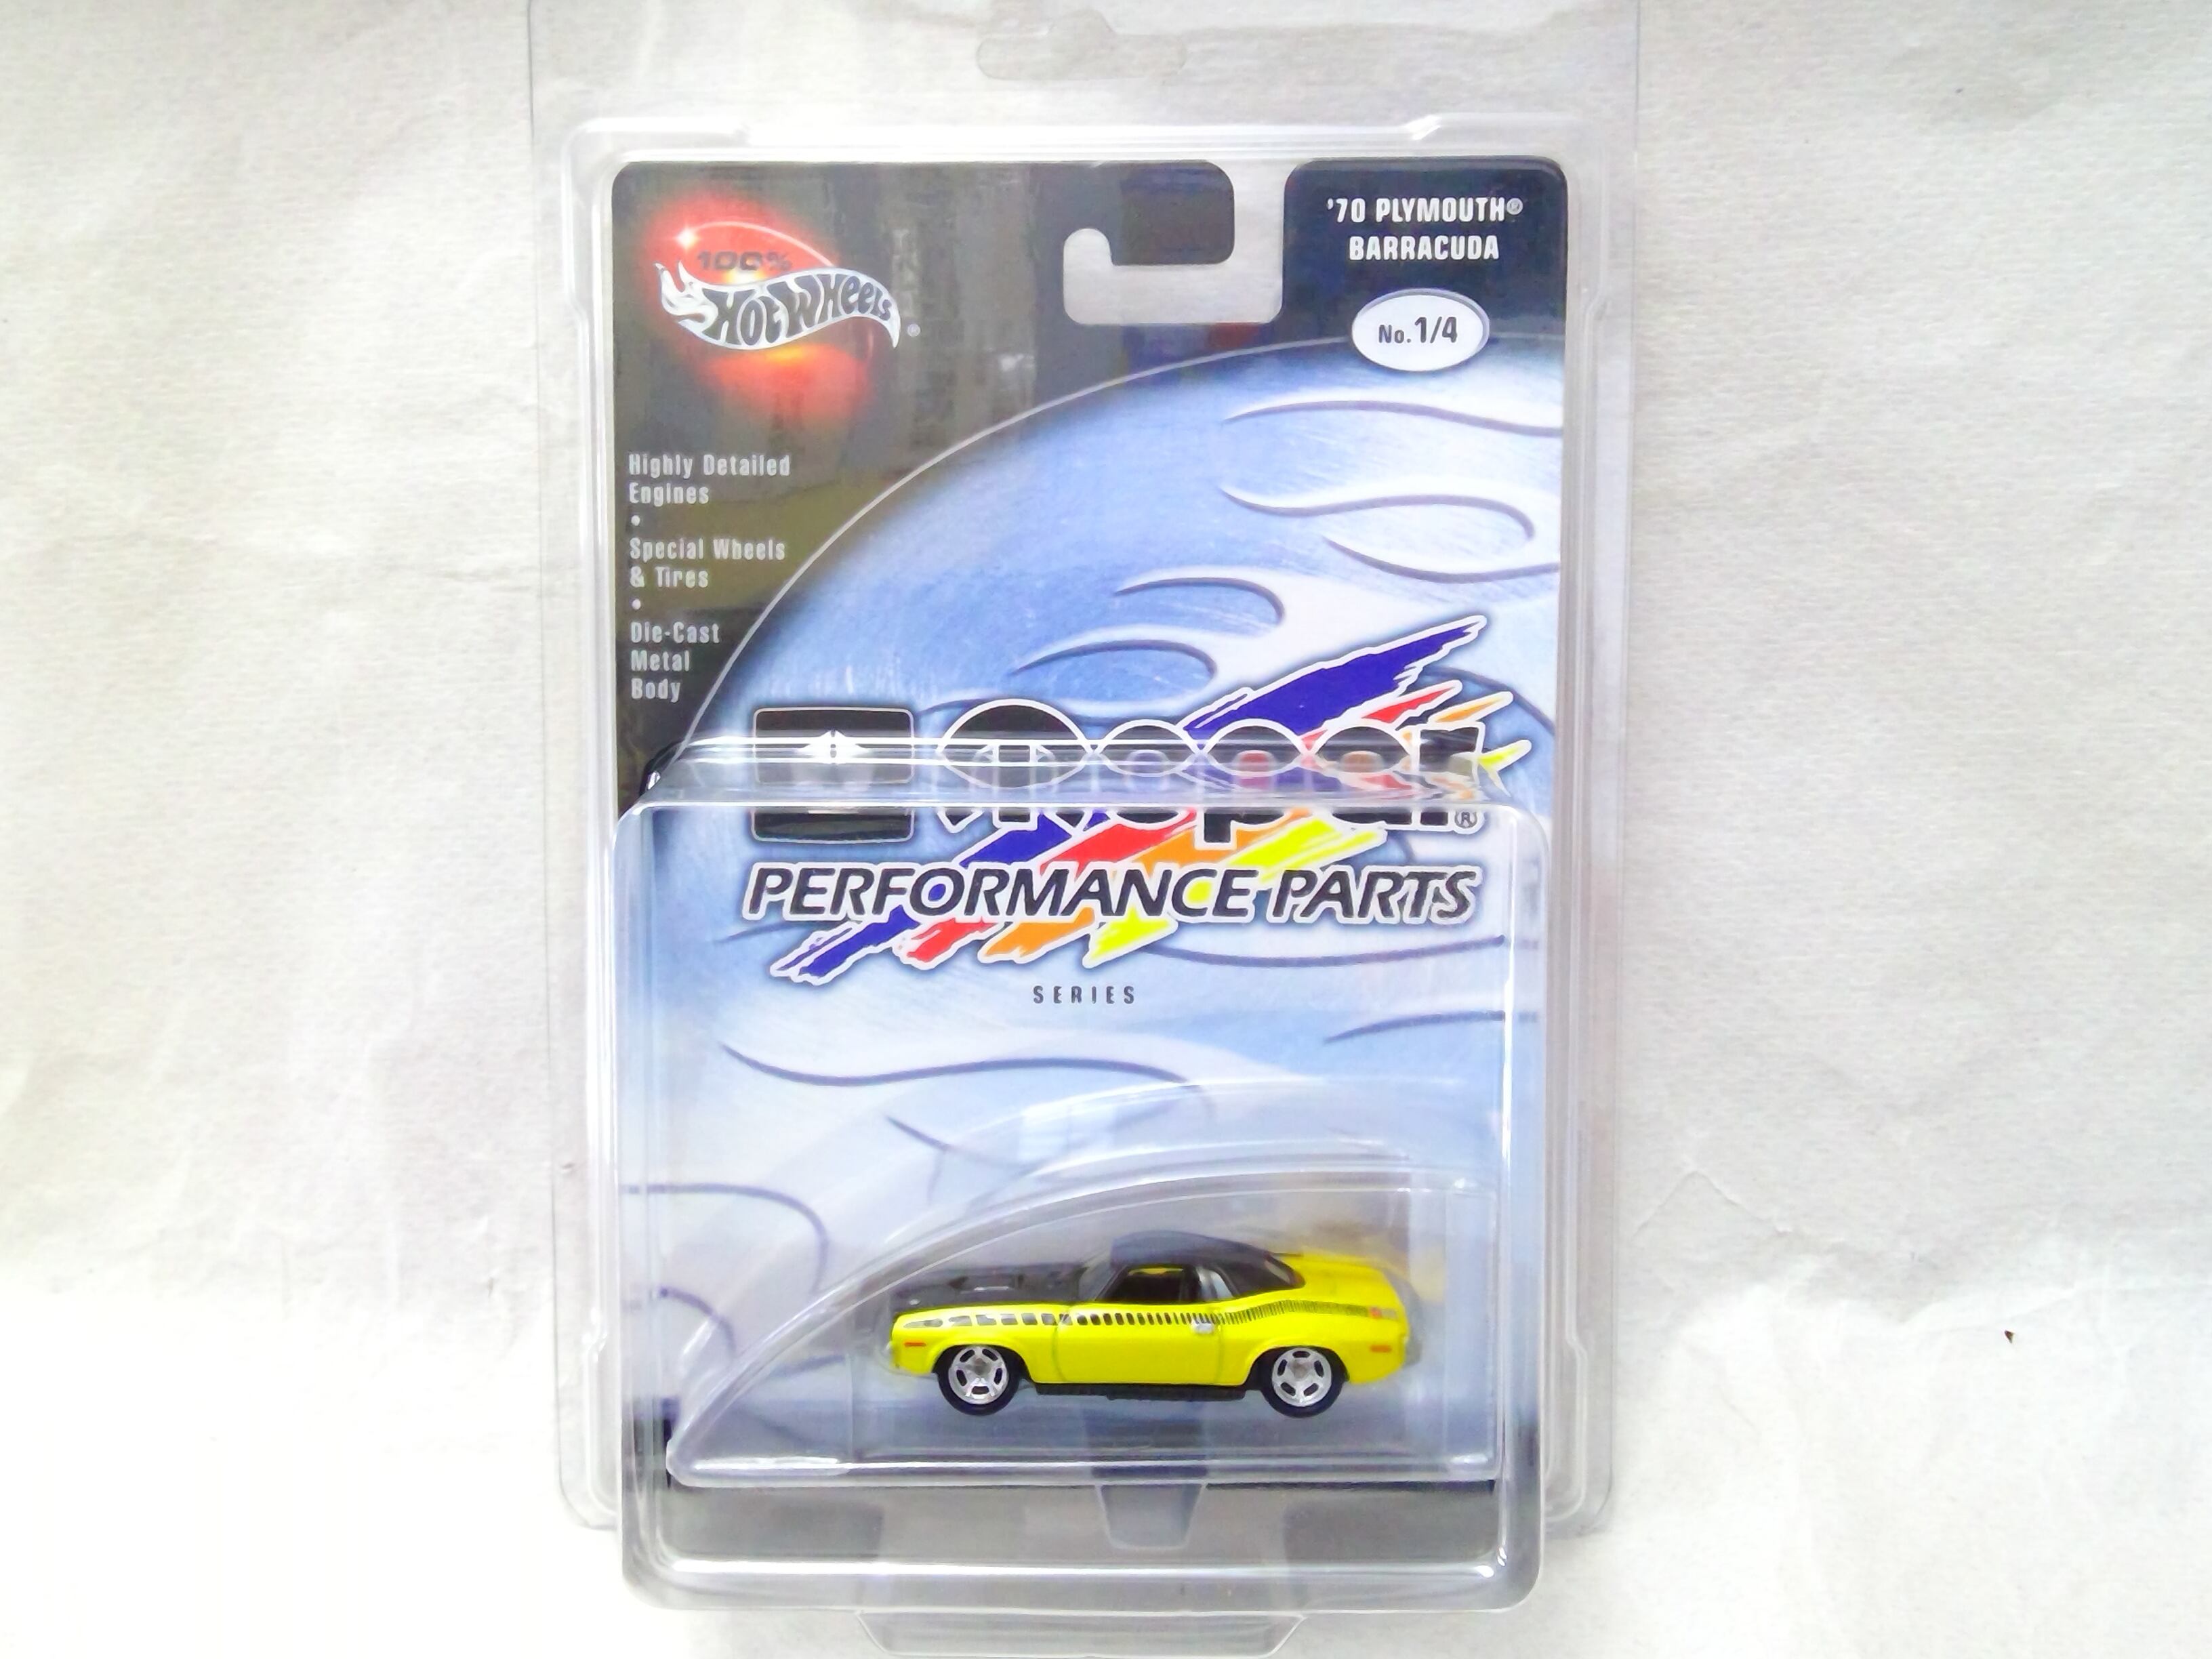 100%
Hot Wheels ®
'70 PLYMOUTH®
BARRACUDA
No. 1/4
Highly Detailed
Engines
•
Special Wheels
& Tires
•
Die-Cast
Metal
Body
mopar®
PERFORMANCE PARTS
SERIES